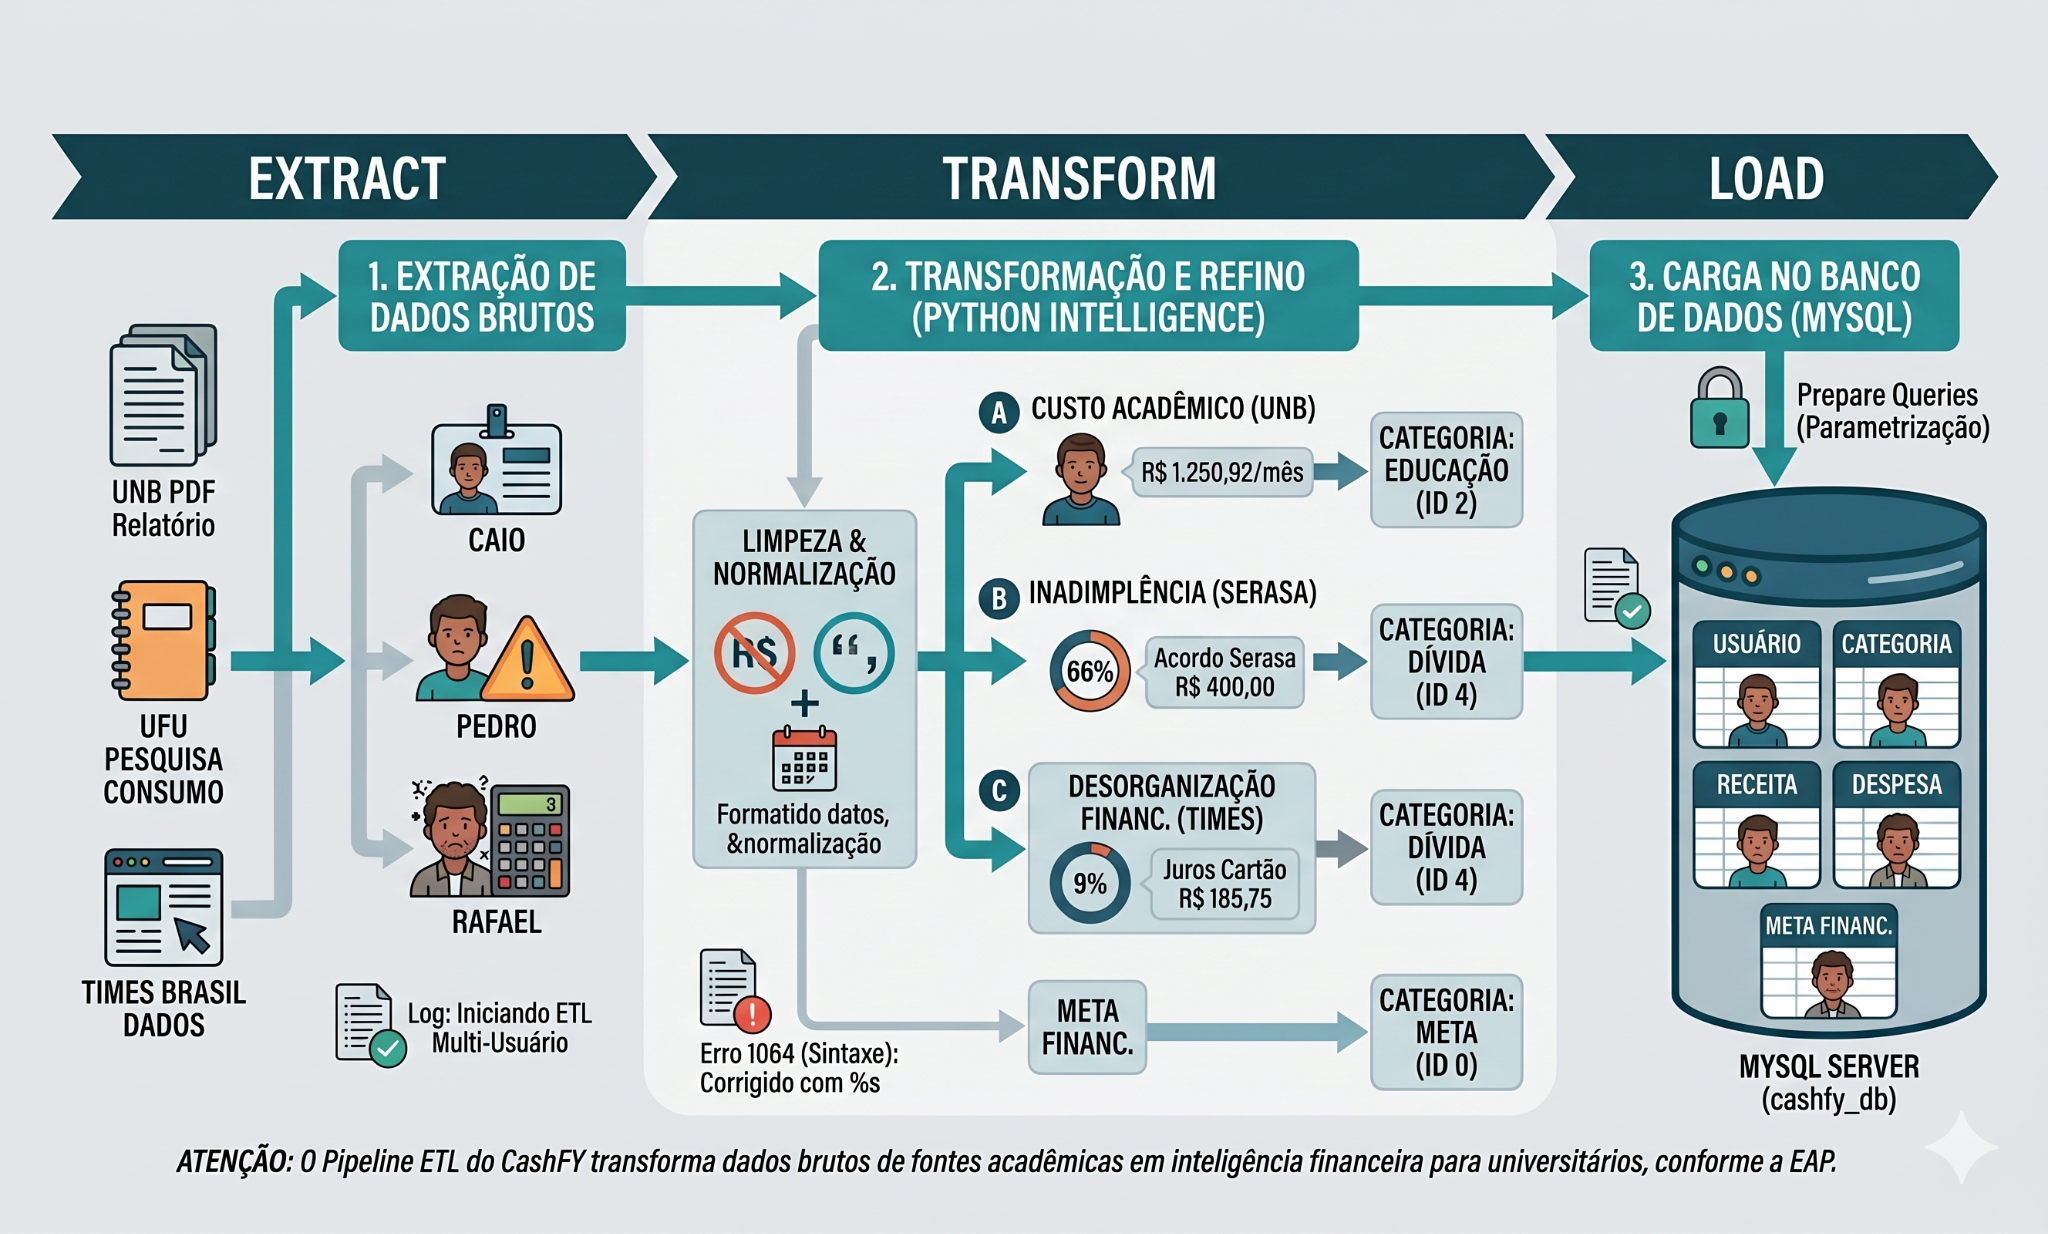 EXTRACT
TRANSFORM
LOAD
1. EXTRAÇÃO DE
DADOS BRUTOS
2. TRANSFORMAÇÃO E REFINO
(PYTHON INTELLIGENCE)
3. CARGA NO BANCO
DE DADOS (MYSQL)
UNB PDF
Relatório
UFU
PESQUISA
CONSUMO
TIMES BRASIL
DADOS
CAIO
PEDRO
!
3
RAFAEL
Log: Iniciando ETL
Multi-Usuário
LIMPEZA &
NORMALIZAÇÃO
R$
“ ,
+
Formatido datos,
&normalização
!
Erro 1064 (Sintaxe):
Corrigido com %s
A
CUSTO ACADÊMICO (UNB)
R$ 1.250,92/mês
CATEGORIA:
EDUCAÇÃO
(ID 2)
B
INADIMPLÊNCIA (SERASA)
66%
Acordo Serasa
R$ 400,00
CATEGORIA:
DÍVIDA
(ID 4)
C
DESORGANIZAÇÃO
FINANC. (TIMES)
9%
Juros Cartão
R$ 185,75
CATEGORIA:
DÍVIDA
(ID 4)
META
FINANC.
CATEGORIA:
META
(ID 0)
Prepare Queries
(Parametrização)
USUÁRIO
CATEGORIA
RECEITA
DESPESA
META FINANC.
MYSQL SERVER
(cashfy_db)
ATENÇÃO: O Pipeline ETL do CashFY transforma dados brutos de fontes acadêmicas em inteligência financeira para universitários, conforme a EAP.